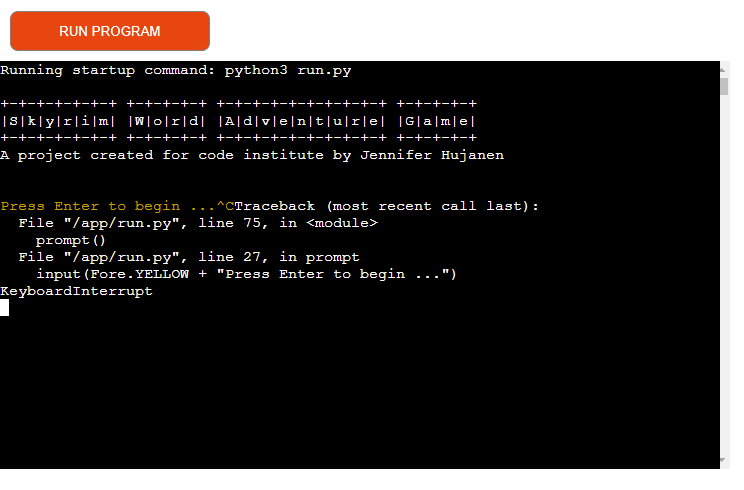 RUN PROGRAM
Running startup command: python3 run.py
+-+-+-+-+-+-+ +-+-+-+-+ +-+-+-+-+-+-+-+-+-+ +-+-+-+-+
|S|k|y|r|i|m| |W|o|r|d| |A|d|v|e|n|t|u|r|e| |G|a|m|e|
+-+-+-+-+-+-+ +-+-+-+-+ +-+-+-+-+-+-+-+-+-+ +-+-+-+-+
A project created for code institute by Jennifer Hujanen
Press Enter to begin ...^CTraceback (most recent call last):
  File "/app/run.py", line 75, in <module>
    prompt()
  File "/app/run.py", line 27, in prompt
    input(Fore.YELLOW + "Press Enter to begin ...")
KeyboardInterrupt